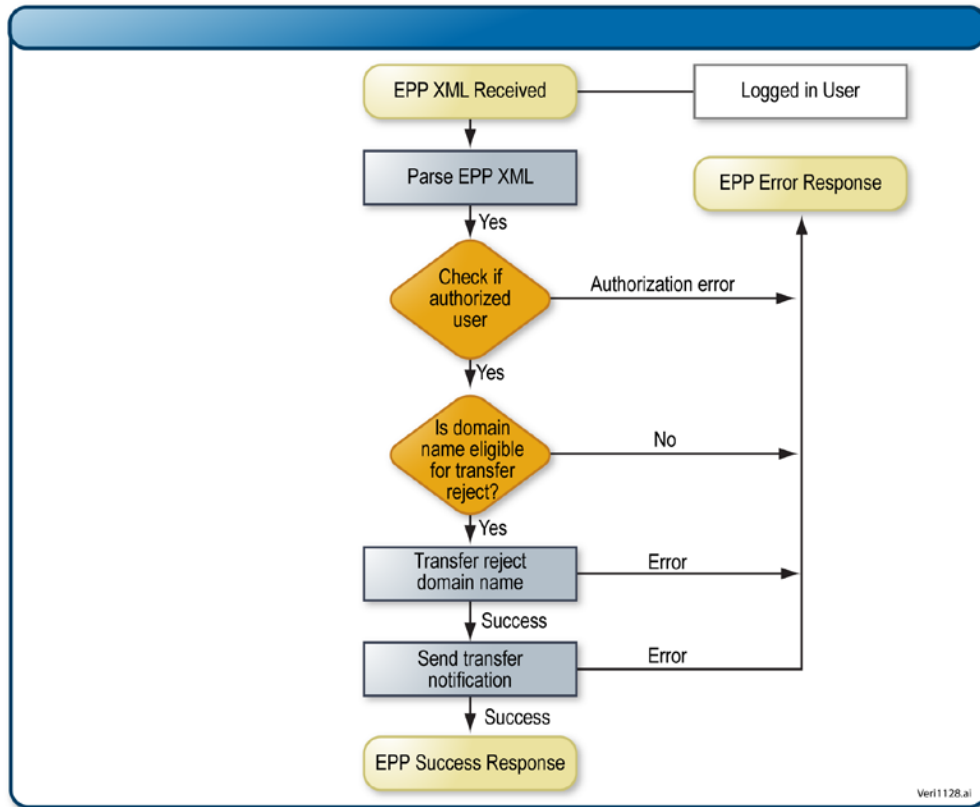 EPP XML Received
Logged in User
Parse EPP XML
EPP Error Response
Yes
Check if
authorized
user
Authorization error
Yes
Is domain
name eligible
for transfer
reject?
No
Yes
Transfer reject
domain name
Error
Success
Send transfer
notification
Error
Success
EPP Success Response
Veri1128.ai